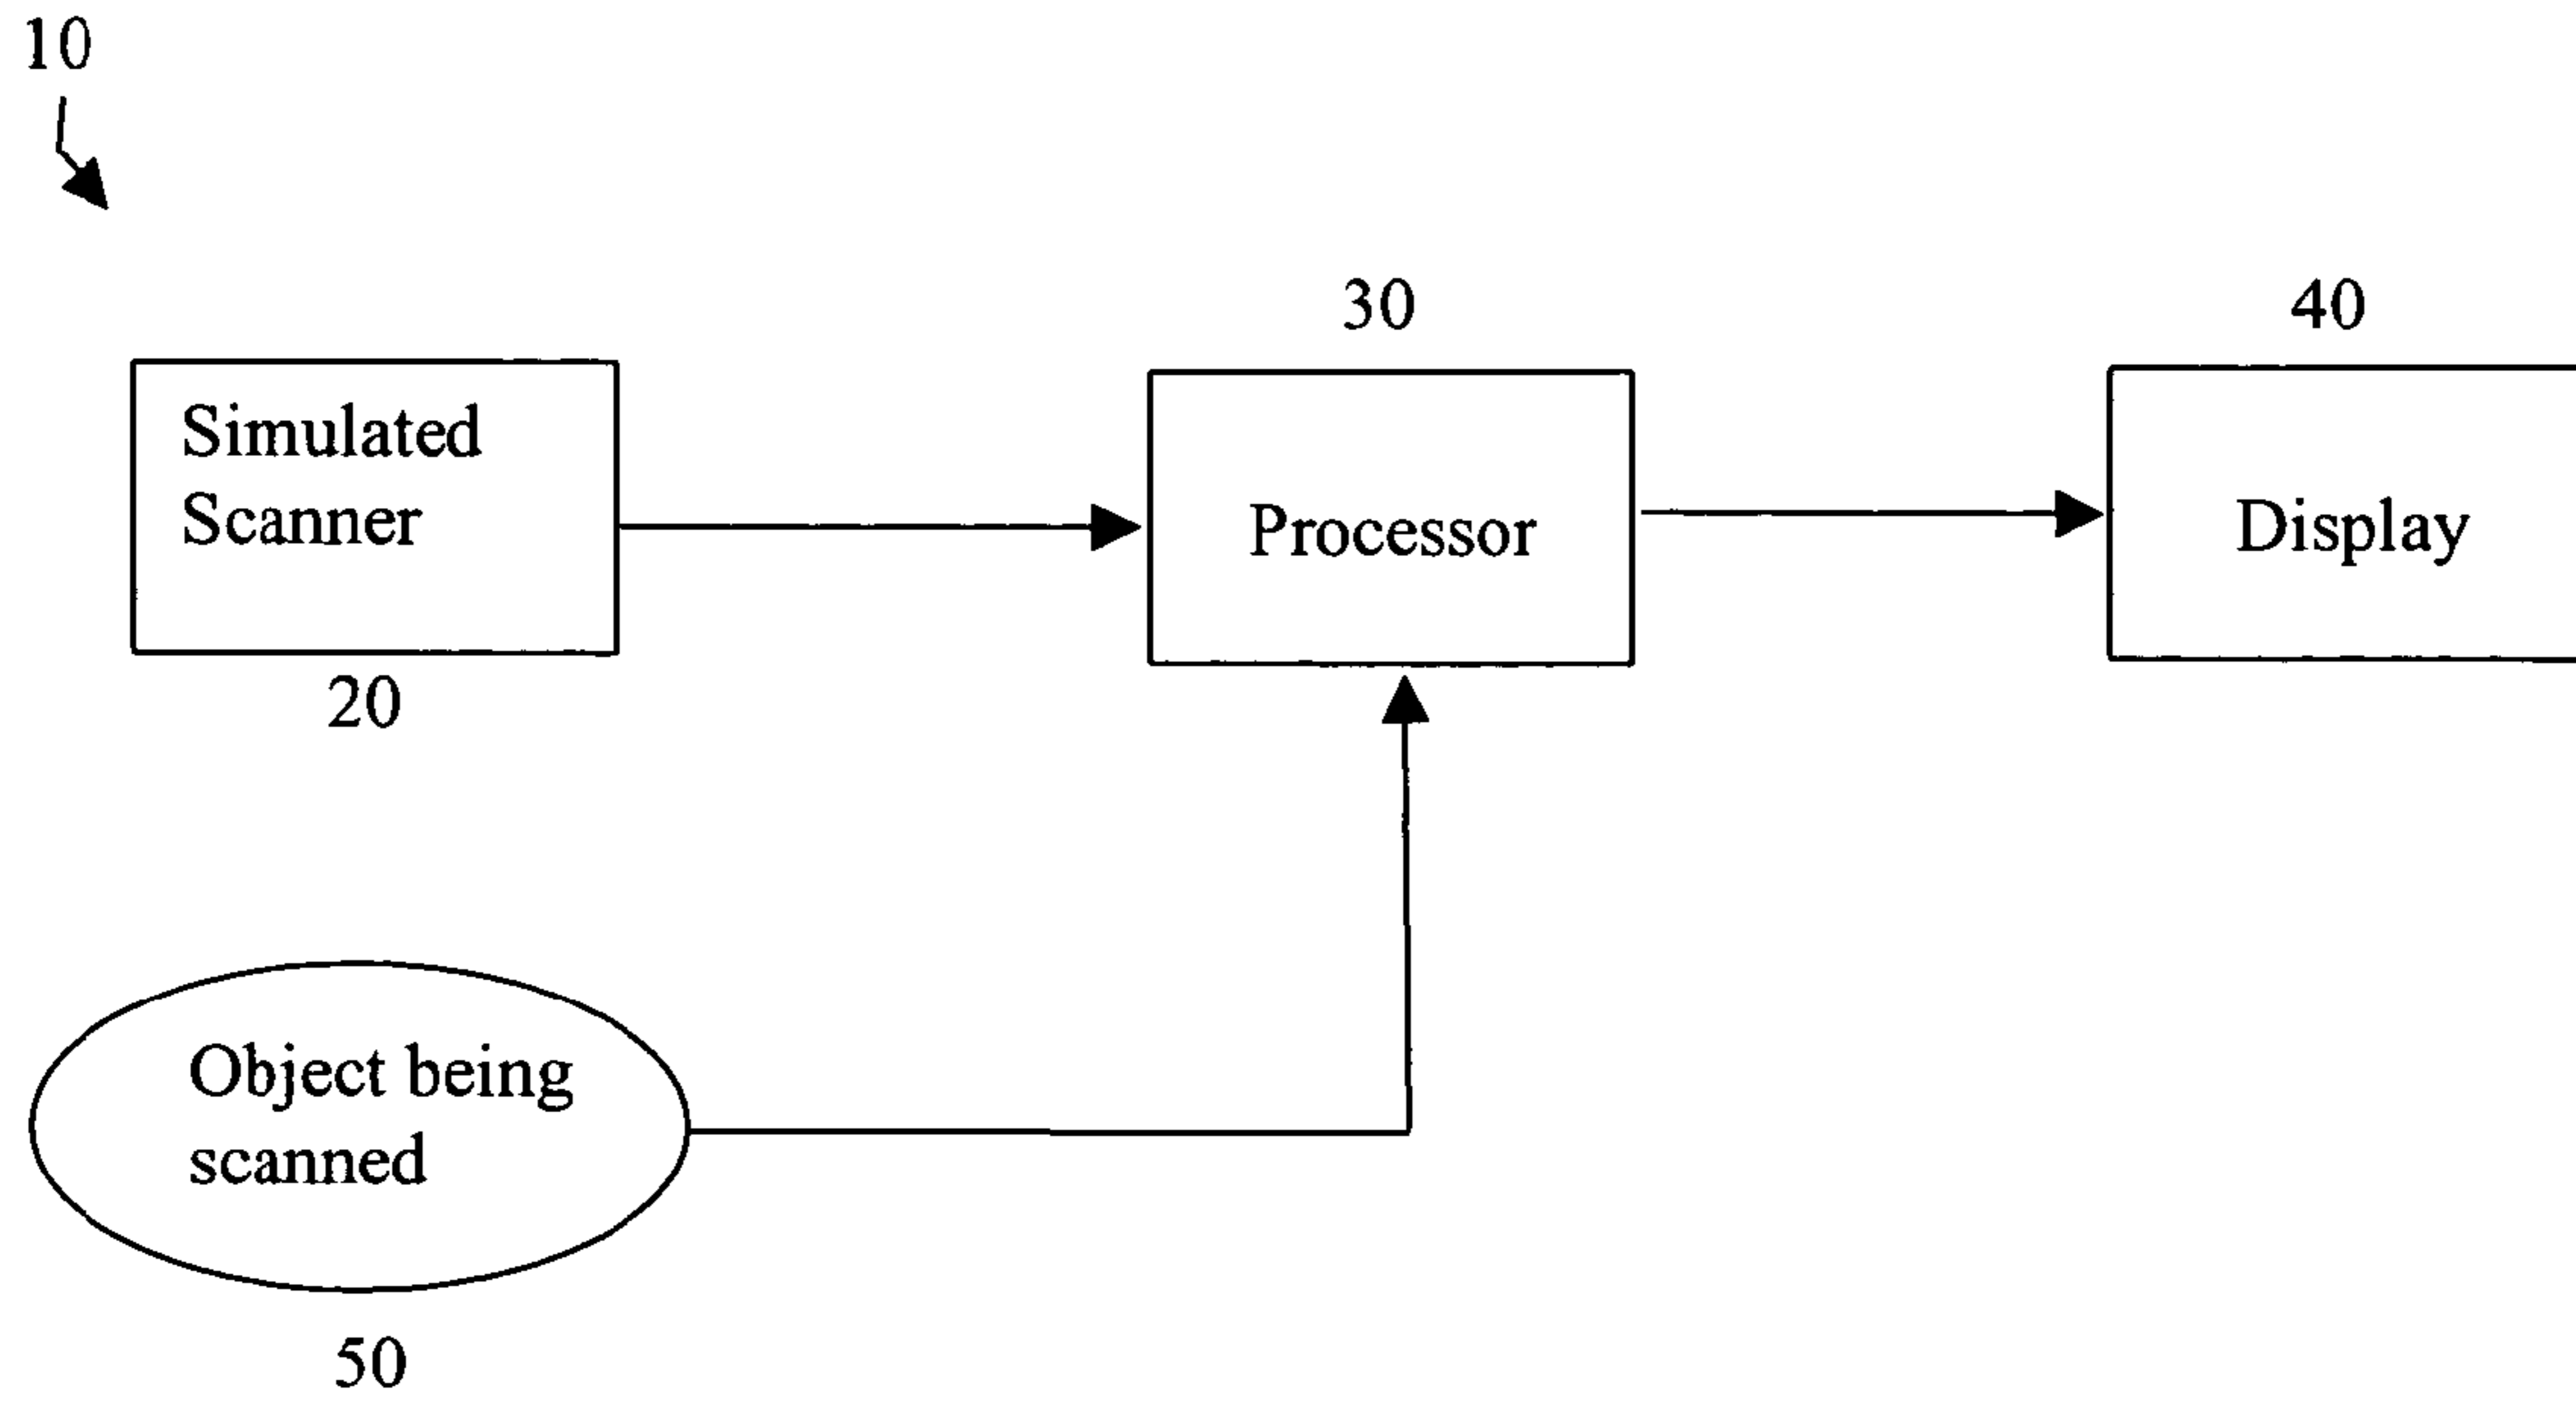 10
30
40
Simulated
Scanner
Processor
Display
20
Object being
scanned
50